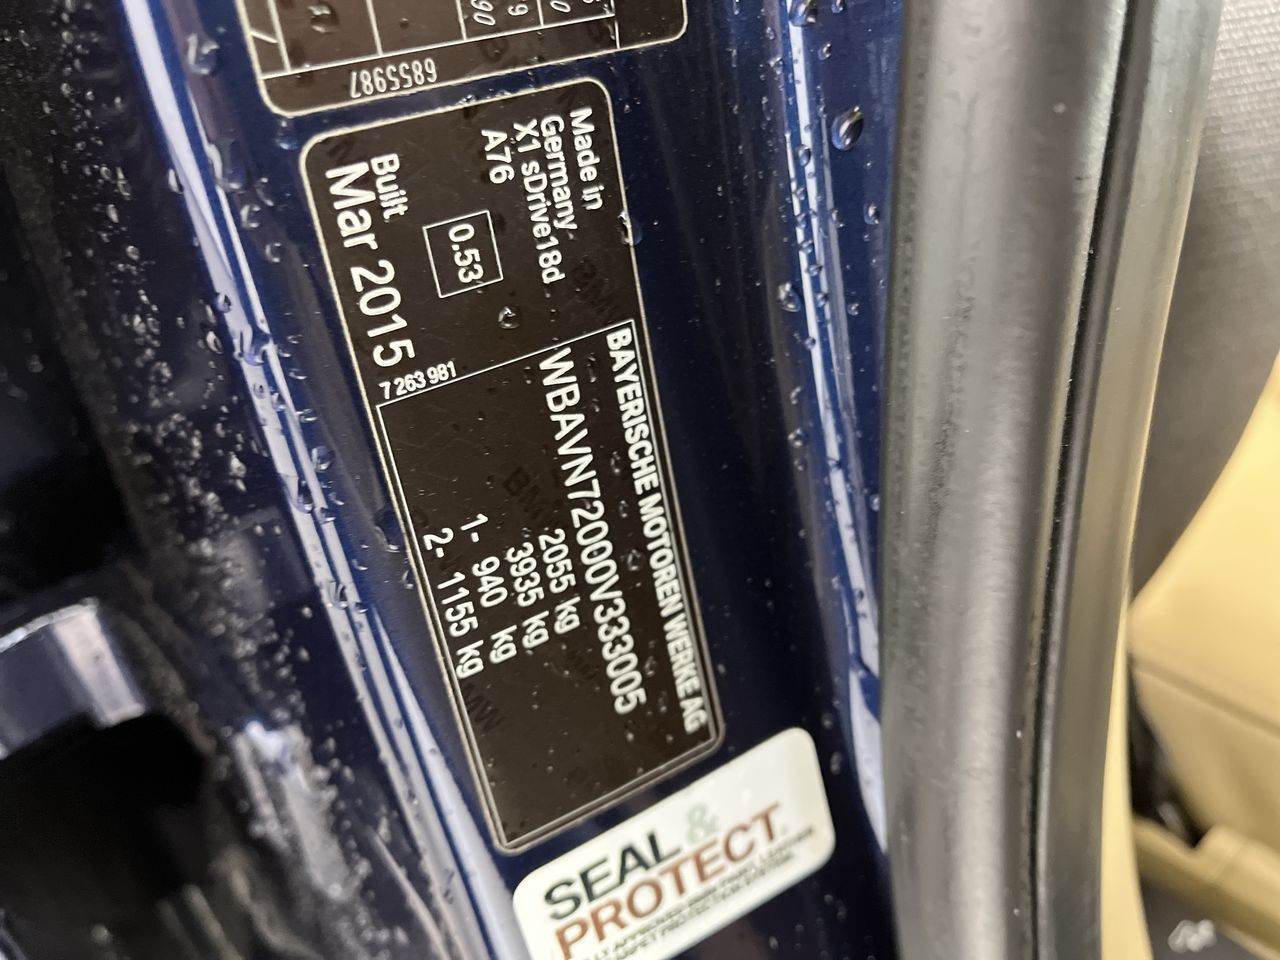 6855987
Made in
Germany
X1 sDrive18d
A76
0.53
Built
Mar 2015
7 263 981
BAYERISCHE MOTOREN WERKE AG
WBAVN72000V333005
2055 kg
3935 kg
1- 940 kg
2- 1155 kg
SEAL &
PROTECT